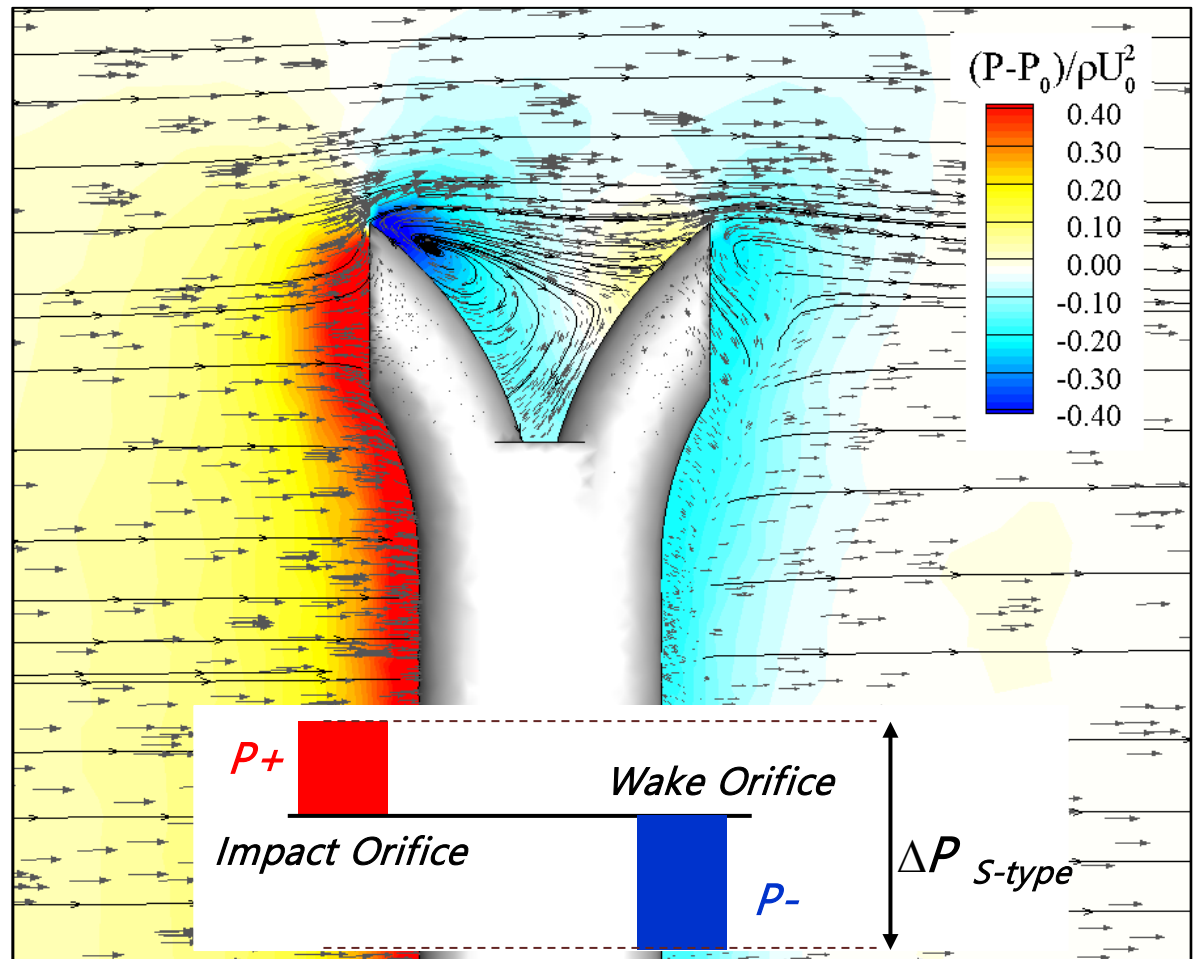 (P-P₀)/ρU₀²
0.40
0.30
0.20
0.10
0.00
-0.10
-0.20
-0.30
-0.40
P+
Wake Orifice
Impact Orifice
ΔP S-type
P-